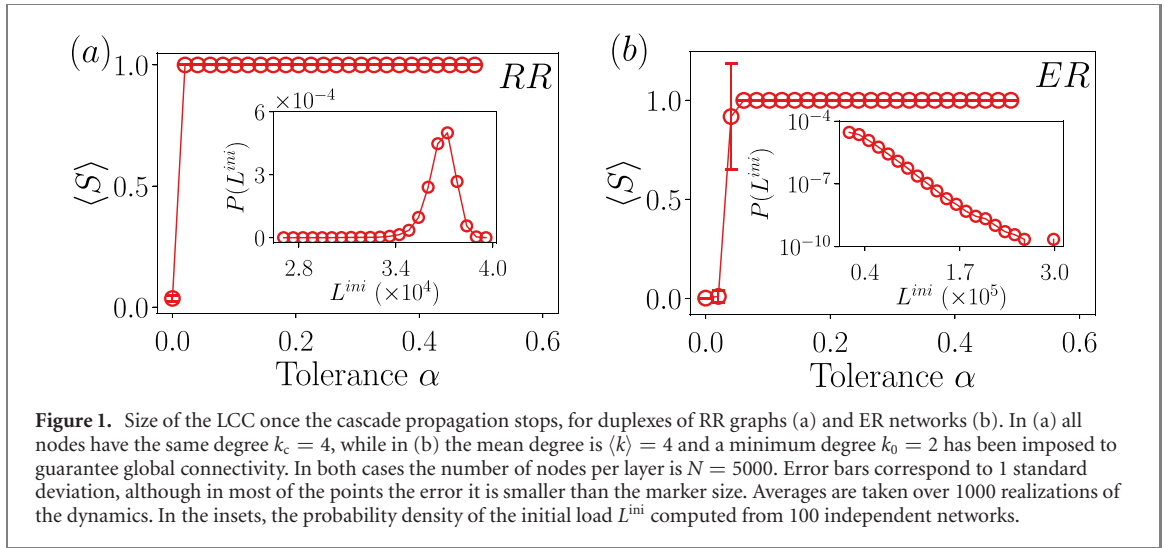 (a)
RR
1.0
0.5
0.0
⟨S⟩
0.0 0.2 0.4 0.6
Tolerance α
×10⁻⁴
6
3
0
P(Lⁱⁿⁱ)
2.8 3.4 4.0
Lⁱⁿⁱ (×10⁴)
(b)
ER
1.0
0.5
0.0
⟨S⟩
0.0 0.2 0.4 0.6
Tolerance α
10⁻⁴
10⁻⁷
10⁻¹⁰
P(Lⁱⁿⁱ)
0.4 1.7 3.0
Lⁱⁿⁱ (×10⁵)
Figure 1. Size of the LCC once the cascade propagation stops, for duplexes of RR graphs (a) and ER networks (b). In (a) all
nodes have the same degree k_c = 4, while in (b) the mean degree is ⟨k⟩ = 4 and a minimum degree k₀ = 2 has been imposed to
guarantee global connectivity. In both cases the number of nodes per layer is N = 5000. Error bars correspond to 1 standard
deviation, although in most of the points the error it is smaller than the marker size. Averages are taken over 1000 realizations of
the dynamics. In the insets, the probability density of the initial load Lⁱⁿⁱ computed from 100 independent networks.